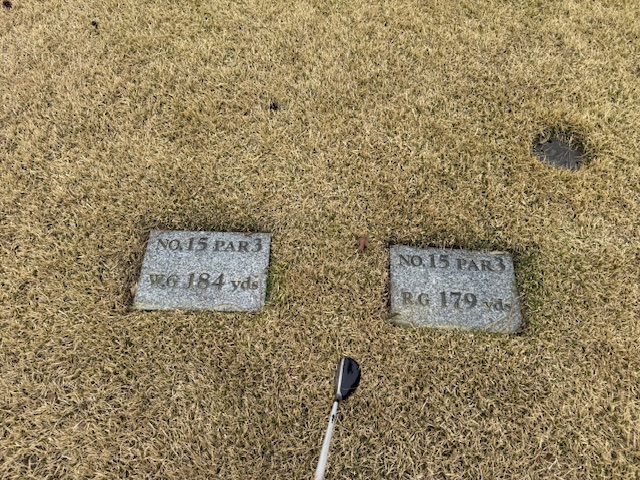 NO.15 PAR3
W.G 184 yds
NO.15 PAR3
R.G 179 yds